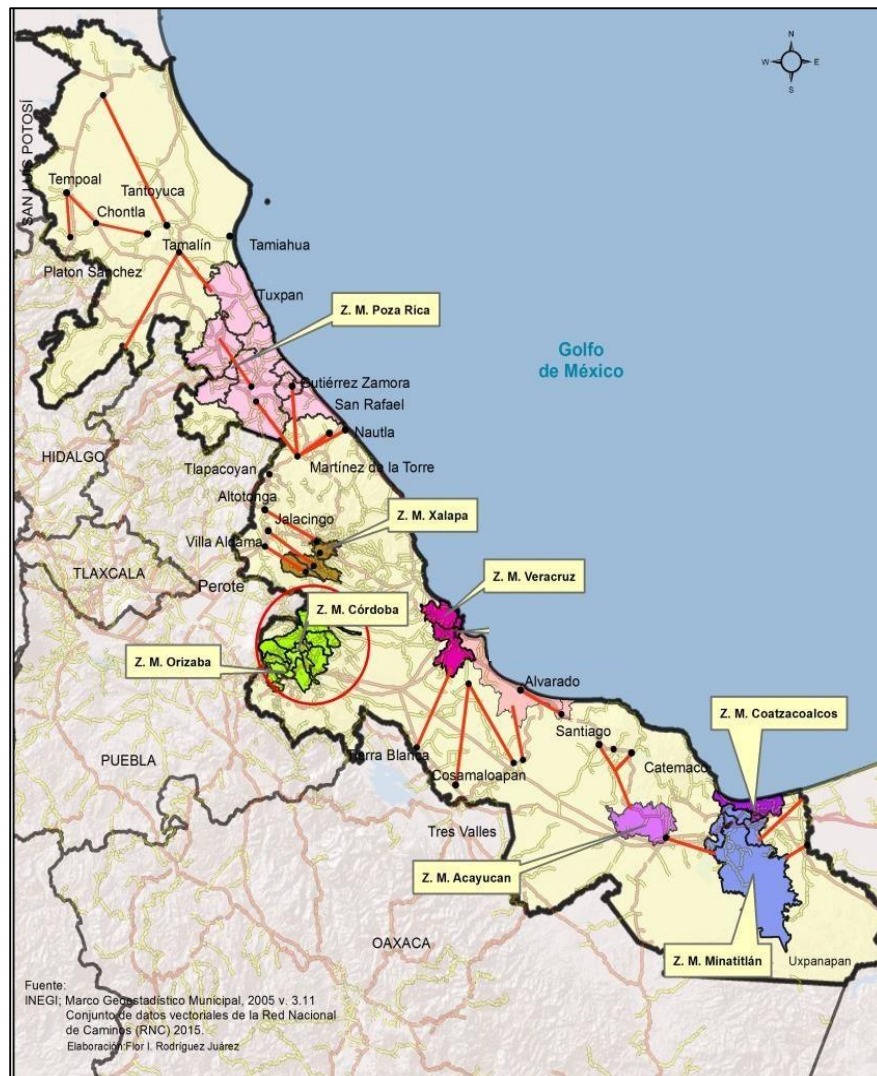 N
W E
S
SAN LUÍS POTOSÍ
Tempoal
Tantoyuca
Chontla
Tamalín
Tamiahua
Platon Sánchez
Tuxpan
Z. M. Poza Rica
Golfo
de México
Gutiérrez Zamora
San Rafael
Nautla
HIDALGO
Tlapacoyan
Martínez de la Torre
Altotonga
Jalacingo
Z. M. Xalapa
Villa Aldama
TLAXCALA
Perote
Z. M. Veracruz
Z. M. Córdoba
Z. M. Orizaba
Alvarado
Z. M. Coatzacoalcos
Santiago
PUEBLA
Tierra Blanca
Catemaco
Cosamaloapan
Tres Valles
Z. M. Acayucan
OAXACA
Z. M. Minatitlán
Uxpanapan
Fuente:
INEGI; Marco Geoestadístico Municipal, 2005 v. 3.11
Conjunto de datos vectoriales de la Red Nacional
de Caminos (RNC) 2015.
Elaboración:Flor I. Rodríguez Juárez